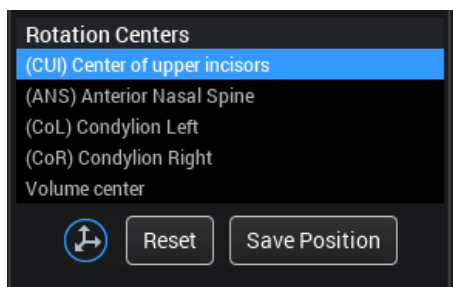 Rotation Centers
(CUI) Center of upper incisors
(ANS) Anterior Nasal Spine
(CoL) Condylion Left
(CoR) Condylion Right
Volume center
Reset Save Position